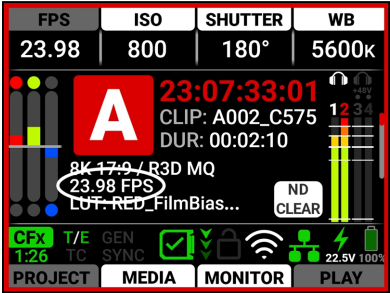 FPS ISO SHUTTER WB
23.98 800 180° 5600K
A
23:07:33:01
CLIP: A002_C575
DUR: 00:02:10
+48V
1 2 3 4
8K 17:9 / R3D MQ
23.98 FPS
LUT: RED_FilmBias...
ND
CLEAR
CFx T/E GEN
1:26 TC SYNC
22.5V 100%
PROJECT MEDIA MONITOR PLAY